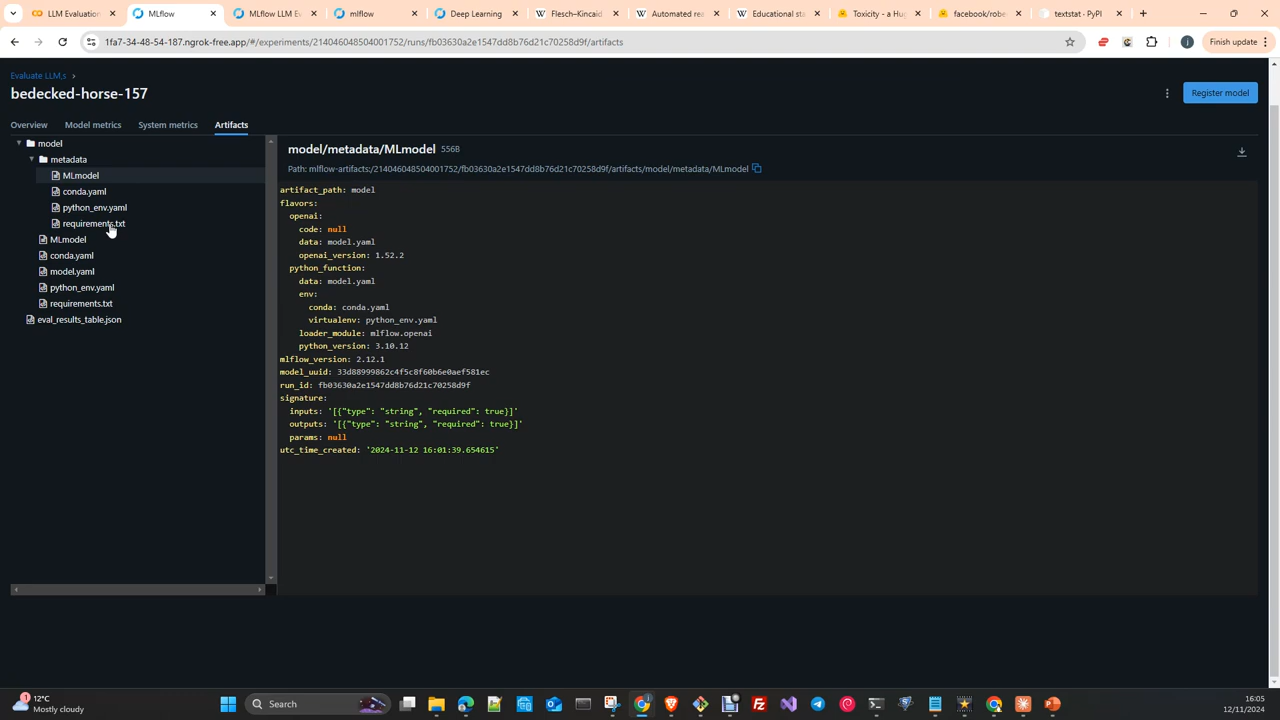 LLM Evaluation
MLflow
MLflow LLM E
mlflow
Deep Learning
Flesch–Kincaid
Automated rea
Educational sta
Toxicity - a Hug
facebook/robe
textstat · PyPI
1fa7-34-48-54-187.ngrok-free.app/#/experiments/214046048504001752/runs/fb03630a2e1547dd8b76d21c70258d9f/artifacts
j
Finish update
Evaluate LLM,s
bedecked-horse-157
Register model
Overview
Model metrics
System metrics
Artifacts
model
metadata
MLmodel
conda.yaml
python_env.yaml
requirements.txt
MLmodel
conda.yaml
model.yaml
python_env.yaml
requirements.txt
eval_results_table.json
model/metadata/MLmodel 556B
Path: mlflow-artifacts:/214046048504001752/fb03630a2e1547dd8b76d21c70258d9f/artifacts/model/metadata/MLmodel
artifact_path: model
flavors:
openai:
code: null
data: model.yaml
openai_version: 1.52.2
python_function:
data: model.yaml
env:
conda: conda.yaml
virtualenv: python_env.yaml
loader_module: mlflow.openai
python_version: 3.10.12
mlflow_version: 2.12.1
model_uuid: 33d88999862c4f5c8f60b6e0aef581ec
run_id: fb03630a2e1547dd8b76d21c70258d9f
signature:
inputs: '[{"type": "string", "required": true}]'
outputs: '[{"type": "string", "required": true}]'
params: null
utc_time_created: '2024-11-12 16:01:39.654615'
1
12°C
Mostly cloudy
Search
16:05
12/11/2024